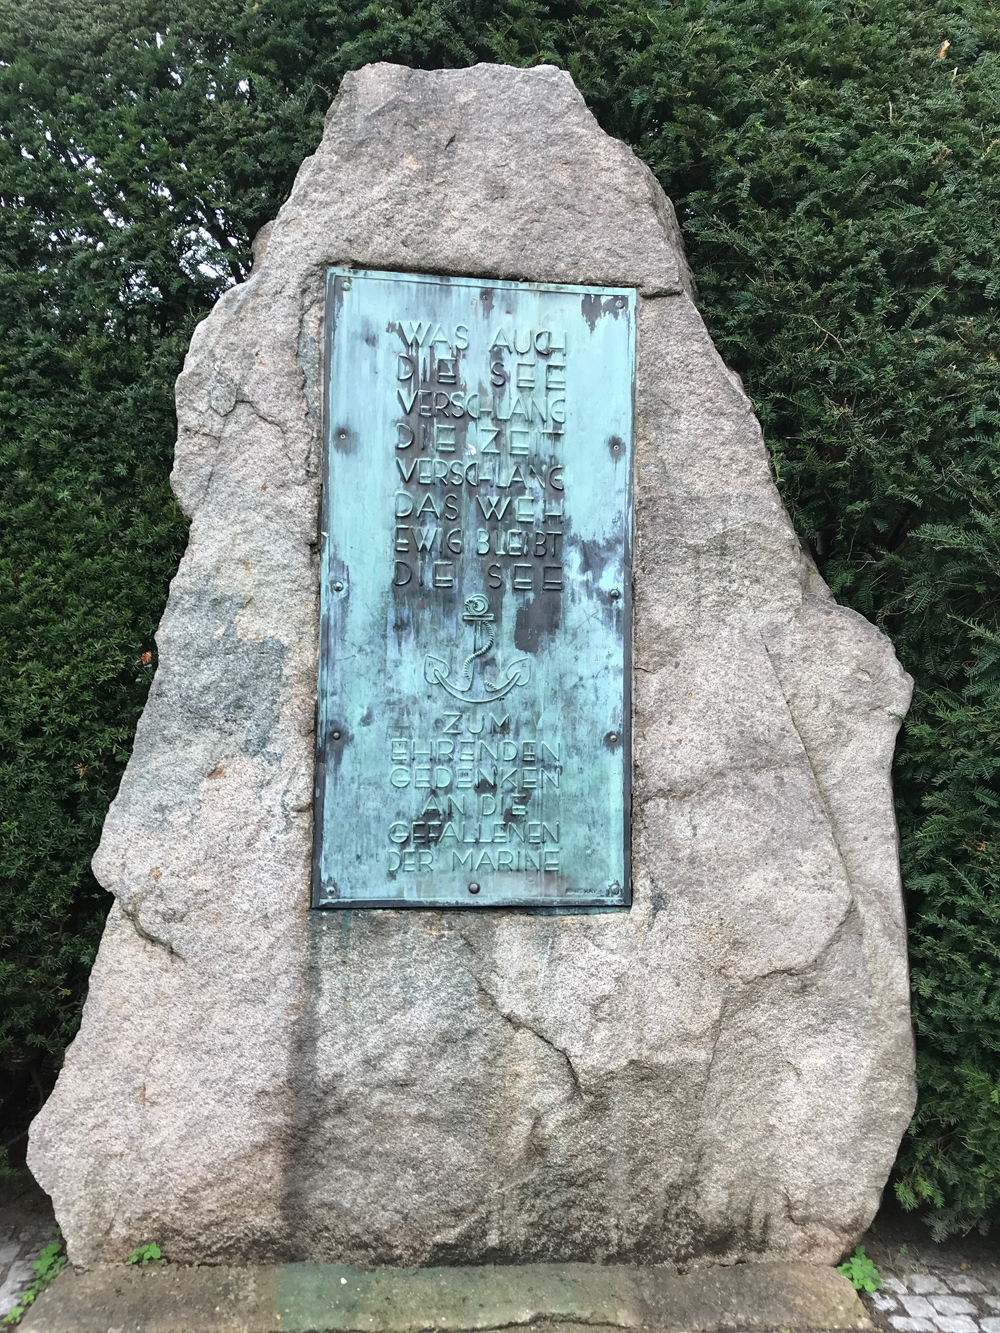 WAS AUCH
DIE SEE
VERSCHLANG
DIE ZEIT
VERSCHLANG
DAS WEH
EWIG BLEIBT
DIE SEE
ZUM
EHRENDEN
GEDENKEN
AN DIE
GEFALLENEN
DER MARINE